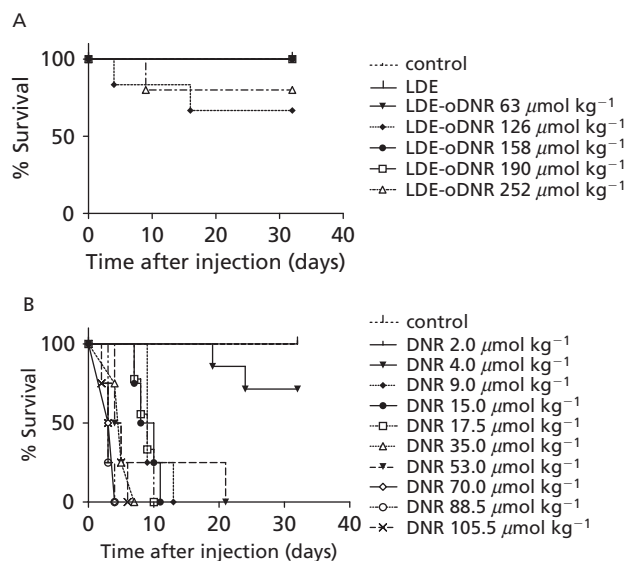 A
% Survival
100
50
0
0 10 20 30 40
Time after injection (days)
control
LDE
LDE-oDNR 63 µmol kg⁻¹
LDE-oDNR 126 µmol kg⁻¹
LDE-oDNR 158 µmol kg⁻¹
LDE-oDNR 190 µmol kg⁻¹
LDE-oDNR 252 µmol kg⁻¹
B
% Survival
100
50
0
0 10 20 30 40
Time after injection (days)
control
DNR 2.0 µmol kg⁻¹
DNR 4.0 µmol kg⁻¹
DNR 9.0 µmol kg⁻¹
DNR 15.0 µmol kg⁻¹
DNR 17.5 µmol kg⁻¹
DNR 35.0 µmol kg⁻¹
DNR 53.0 µmol kg⁻¹
DNR 70.0 µmol kg⁻¹
DNR 88.5 µmol kg⁻¹
DNR 105.5 µmol kg⁻¹